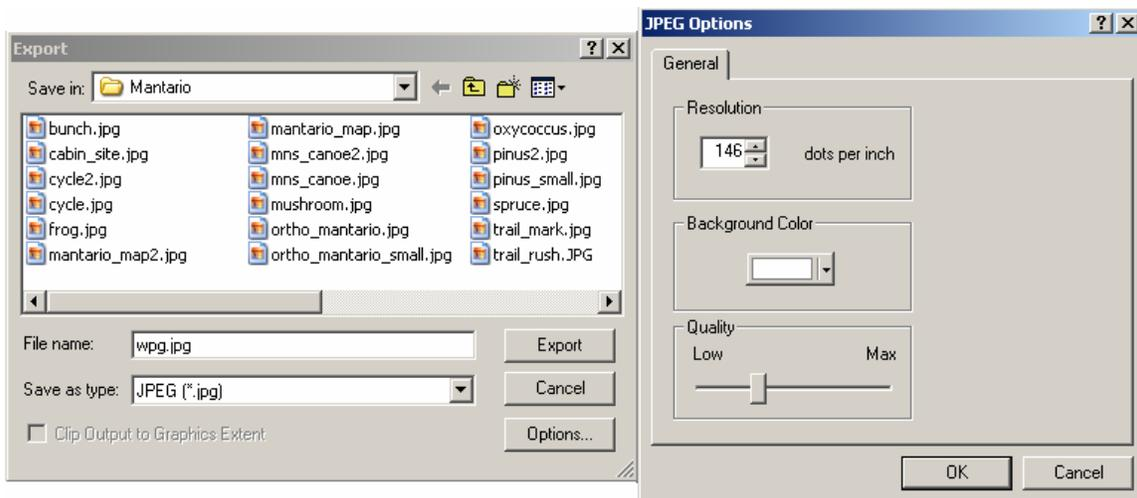 Export
Save in: Mantario
bunch.jpg
cabin_site.jpg
cycle2.jpg
cycle.jpg
frog.jpg
mantario_map2.jpg
mantario_map.jpg
mns_canoe2.jpg
mns_canoe.jpg
mushroom.jpg
ortho_mantario.jpg
ortho_mantario_small.jpg
oxycoccus.jpg
pinus2.jpg
pinus_small.jpg
spruce.jpg
trail_mark.jpg
trail_rush.JPG
File name: wpg.jpg Export
Save as type: JPEG (*.jpg) Cancel
Clip Output to Graphics Extent Options...
JPEG Options
General
Resolution
146 dots per inch
Background Color
Quality
Low Max
OK Cancel